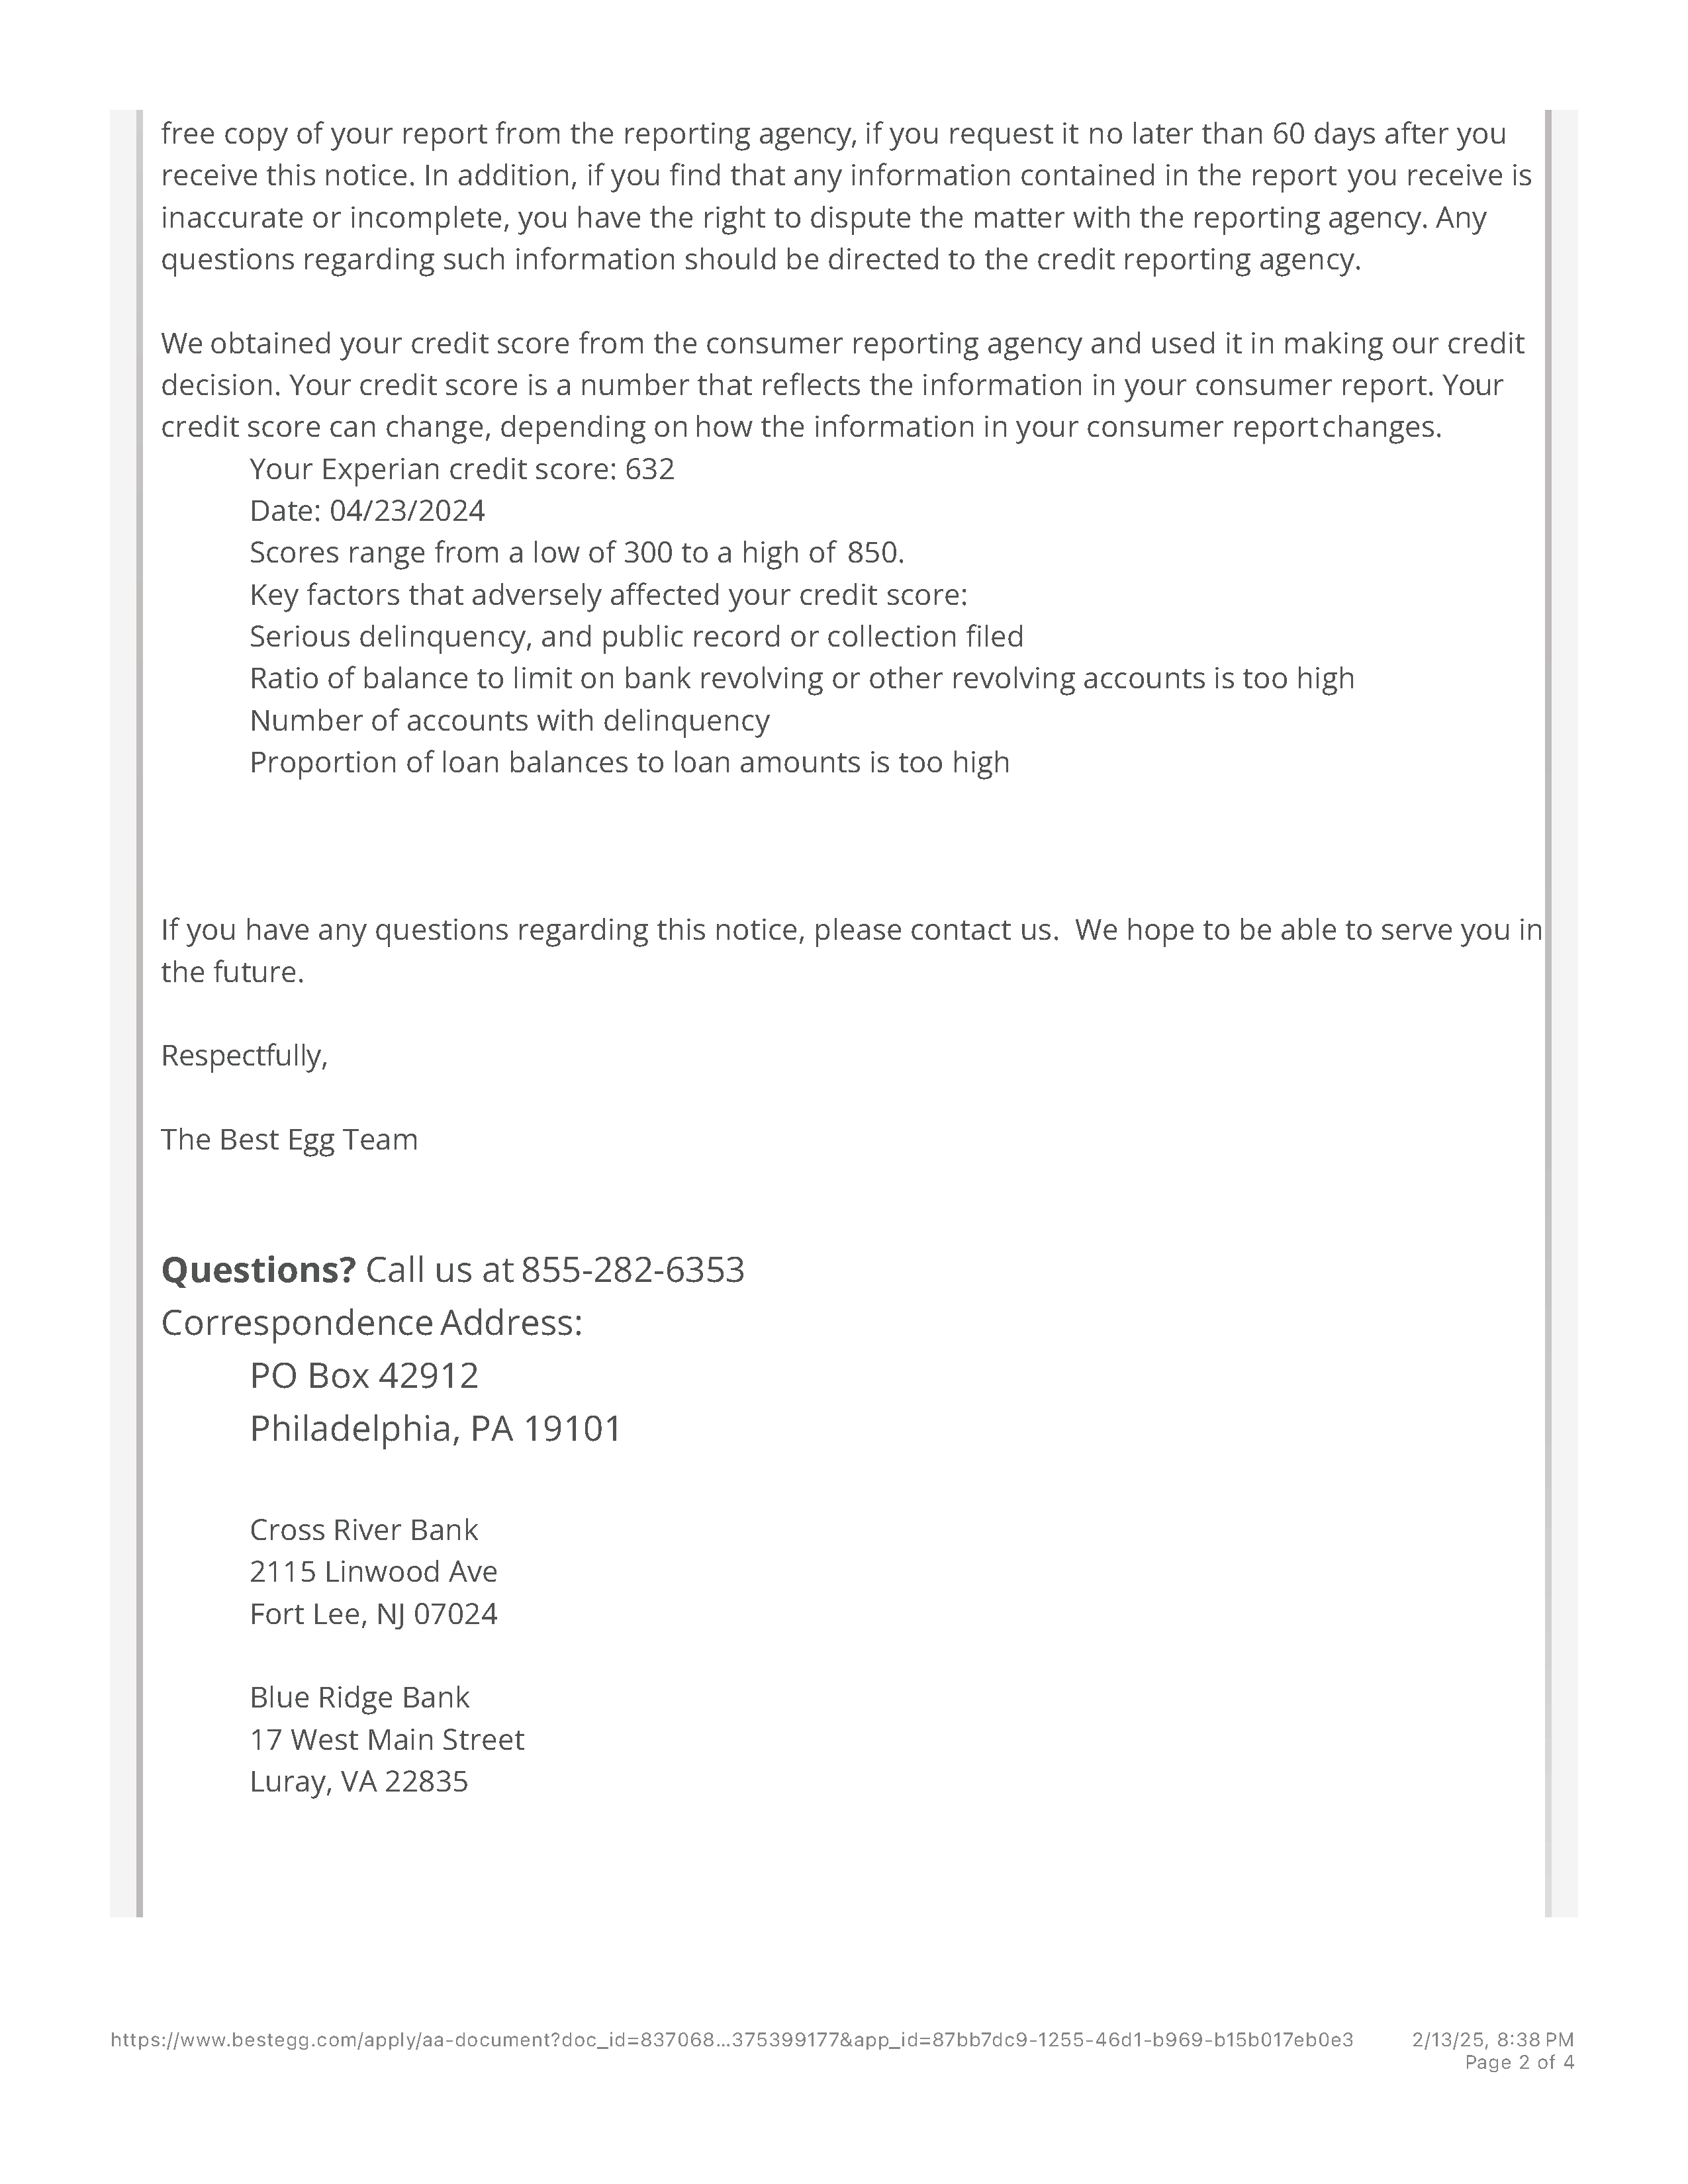 free copy of your report from the reporting agency, if you request it no later than 60 days after you
receive this notice. In addition, if you find that any information contained in the report you receive is
inaccurate or incomplete, you have the right to dispute the matter with the reporting agency. Any
questions regarding such information should be directed to the credit reporting agency.
We obtained your credit score from the consumer reporting agency and used it in making our credit
decision. Your credit score is a number that reflects the information in your consumer report. Your
credit score can change, depending on how the information in your consumer report changes.
Your Experian credit score: 632
Date: 04/23/2024
Scores range from a low of 300 to a high of 850.
Key factors that adversely affected your credit score:
Serious delinquency, and public record or collection filed
Ratio of balance to limit on bank revolving or other revolving accounts is too high
Number of accounts with delinquency
Proportion of loan balances to loan amounts is too high
If you have any questions regarding this notice, please contact us.  We hope to be able to serve you in
the future.
Respectfully,
The Best Egg Team
Questions? Call us at 855-282-6353
Correspondence Address:
PO Box 42912
Philadelphia, PA 19101
Cross River Bank
2115 Linwood Ave
Fort Lee, NJ 07024
Blue Ridge Bank
17 West Main Street
Luray, VA 22835
https://www.bestegg.com/apply/aa-document?doc_id=837068…375399177&app_id=87bb7dc9-1255-46d1-b969-b15b017eb0e3 2/13/25, 8:38 PM
Page 2 of 4